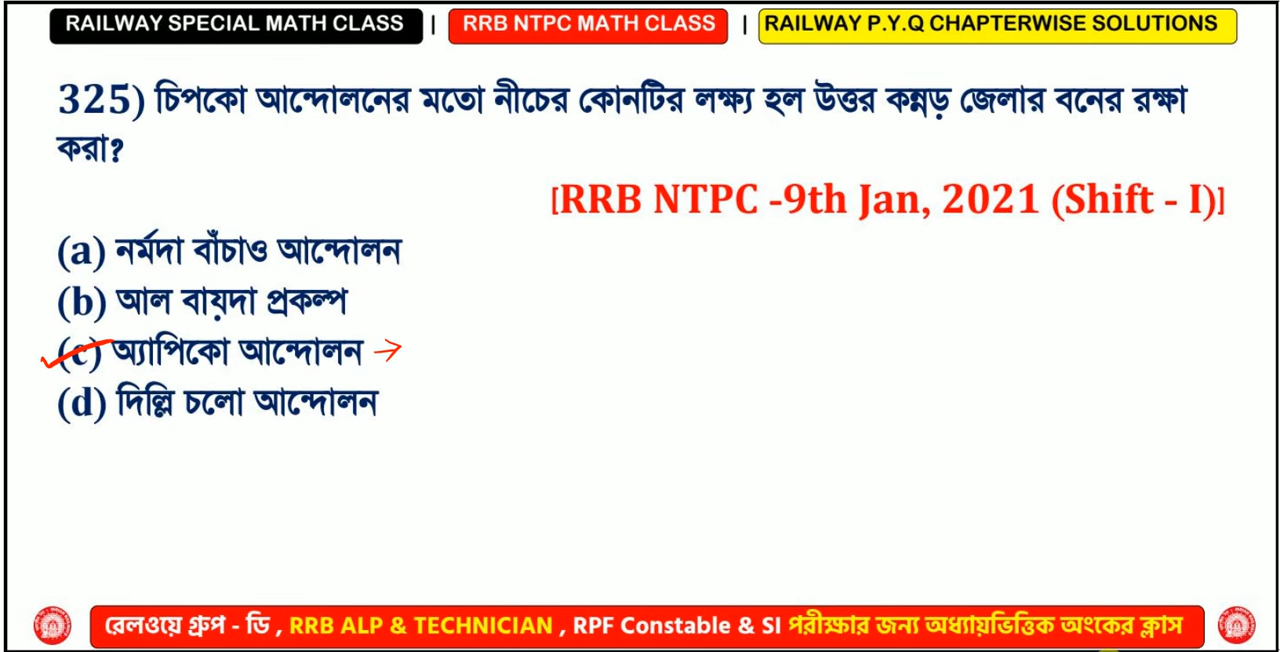 RAILWAY SPECIAL MATH CLASS | RRB NTPC MATH CLASS | RAILWAY P.Y.Q CHAPTERWISE SOLUTIONS
325) চিপকো আন্দোলনের মতো নীচের কোনটির লক্ষ্য হল উত্তর কন্নড় জেলার বনের রক্ষা
করা?
[RRB NTPC -9th Jan, 2021 (Shift - I)]
(a) নর্মদা বাঁচাও আন্দোলন
(b) আল বায়দা প্রকল্প
(c) অ্যাপিকো আন্দোলন
(d) দিল্লি চলো আন্দোলন
রেলওয়ে গ্রুপ - ডি , RRB ALP & TECHNICIAN , RPF Constable & SI পরীক্ষার জন্য অধ্যায়ভিত্তিক অংকের ক্লাস